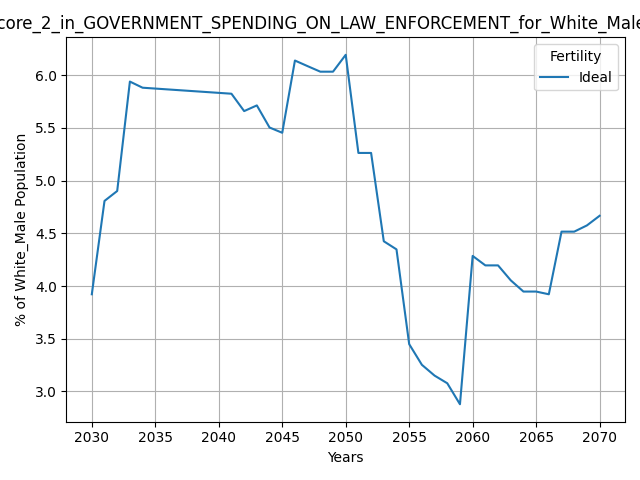 core_2_in_GOVERNMENT_SPENDING_ON_LAW_ENFORCEMENT_for_White_Male
Fertility
Ideal
% of White_Male Population
6.0
5.5
5.0
4.5
4.0
3.5
3.0
2030 2035 2040 2045 2050 2055 2060 2065 2070
Years